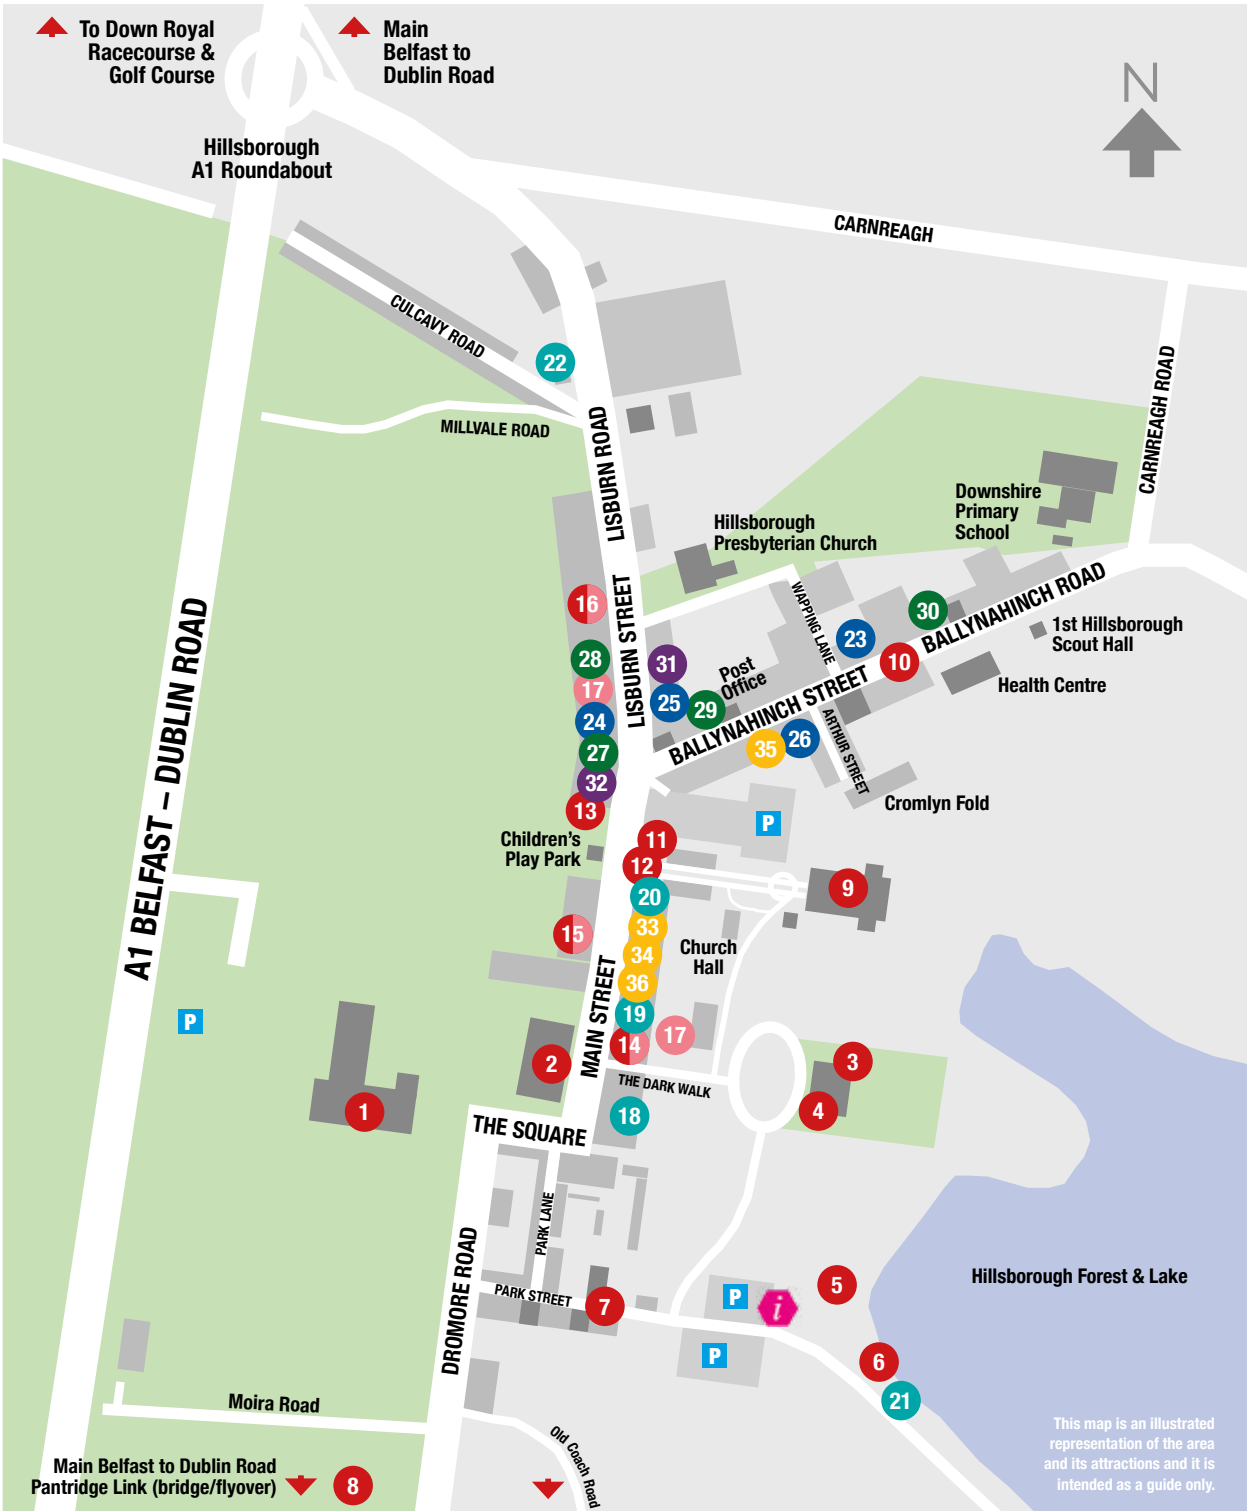 To Down Royal
Racecourse &
Golf Course
Main
Belfast to
Dublin Road
N
Hillsborough
A1 Roundabout
CARNREAGH
CULCAVY ROAD
22
MILLVALE ROAD
LISBURN ROAD
CARNREAGH ROAD
Downshire
Primary
School
Hillsborough
Presbyterian Church
16
LISBURN STREET
WAPPING LANE
30
BALLYNAHINCH ROAD
1st Hillsborough
Scout Hall
23
10
28
31
Post
Office
Health Centre
17
25
29
BALLYNAHINCH STREET
24
26
35
ARTHUR STREET
27
32
13
Cromlyn Fold
P
Children's
Play Park
11
12
9
20
A1 BELFAST – DUBLIN ROAD
33
15
34
Church
Hall
36
MAIN STREET
19
P
17
14
2
3
THE DARK WALK
1
4
18
THE SQUARE
PARK LANE
DROMORE ROAD
Hillsborough Forest & Lake
5
PARK STREET
7
P
i
P
6
21
Moira Road
Old Coach Road
This map is an illustrated
representation of the area
and its attractions and it is
intended as a guide only.
Main Belfast to Dublin Road
Pantridge Link (bridge/flyover)
8